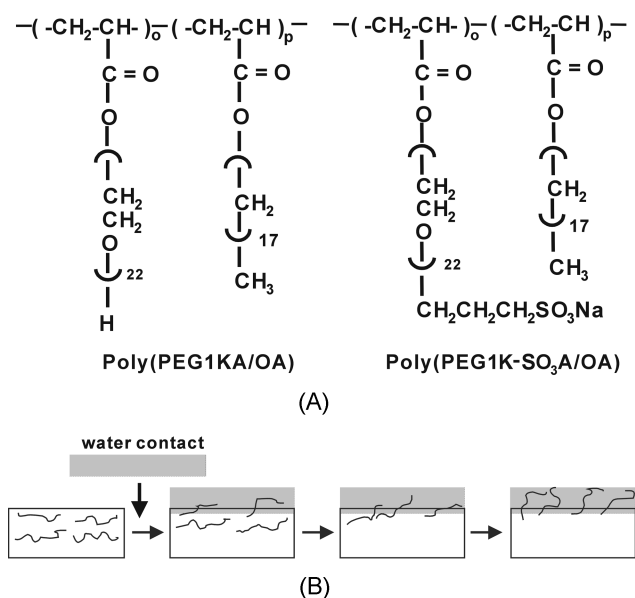 —( -CH2-CH- )o—( -CH2-CH )p— —( -CH2-CH- )o—( -CH2-CH )p—
C = O C = O C = O C = O
O O O O
CH2 CH2 CH2 CH2
CH2 CH2
O 17 O 17
22 CH3 22 CH3
H CH2CH2CH2SO3Na
Poly(PEG1KA/OA) Poly(PEG1K-SO3A/OA)
(A)
water contact
(B)